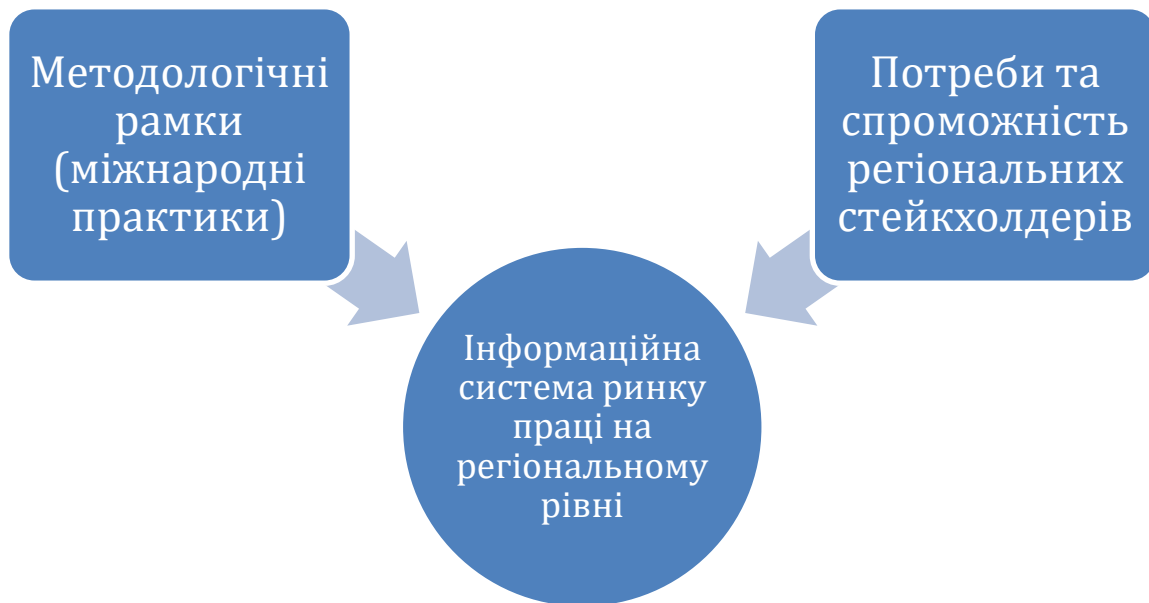 Методологічні
рамки
(міжнародні
практики)
Потреби та
спроможність
регіональних
стейкхолдерів
Інформаційна
система ринку
праці на
регіональному
рівні